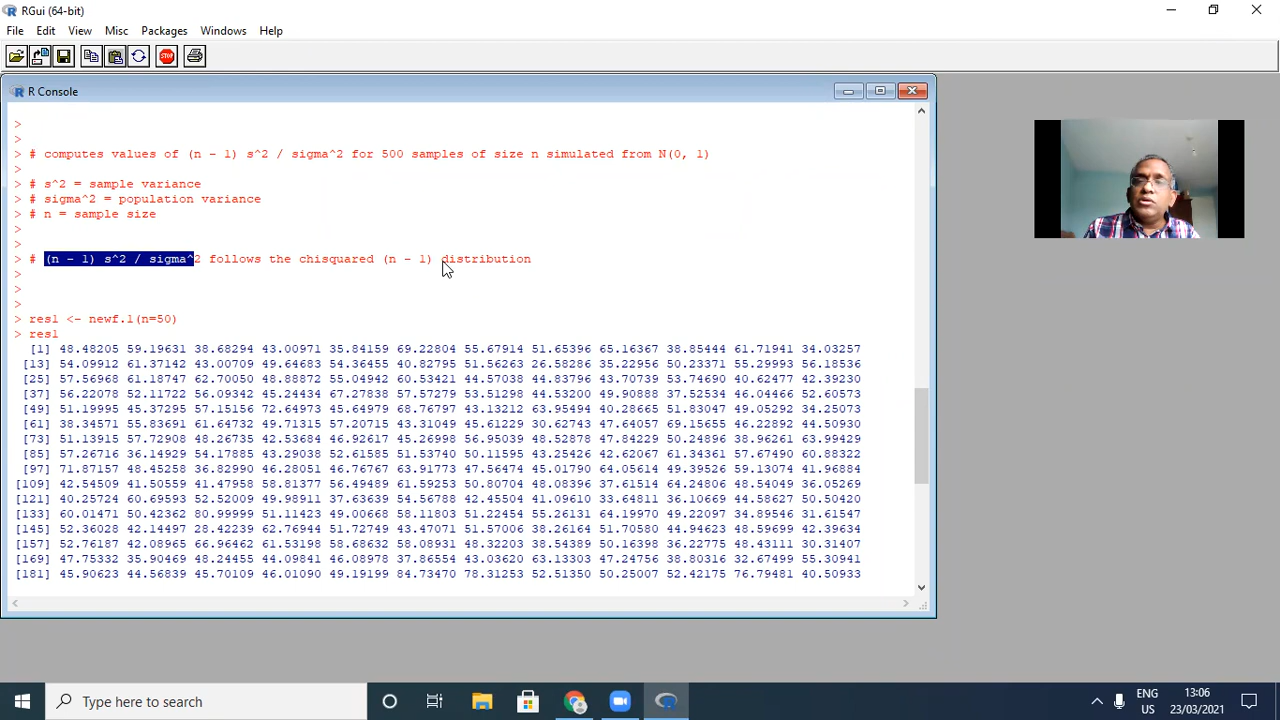 RGui (64-bit)
File Edit View Misc Packages Windows Help
STOP
R Console
>
>
> # computes values of (n - 1) s^2 / sigma^2 for 500 samples of size n simulated from N(0, 1)
>
> # s^2 = sample variance
> # sigma^2 = population variance
> # n = sample size
>
>
> # (n - 1) s^2 / sigma^2 follows the chisquared (n - 1) distribution
>
>
>
> res1 <- newf.1(n=50)
> res1
[1] 48.48205 59.19631 38.68294 43.00971 35.84159 69.22804 55.67914 51.65396 65.16367 38.85444 61.71941 34.03257
[13] 54.09912 61.37142 43.00709 49.64683 54.36455 40.82795 51.56263 26.58286 35.22956 50.23371 55.29993 56.18536
[25] 57.56968 61.18747 62.70050 48.88872 55.04942 60.53421 44.57038 44.83796 43.70739 53.74690 40.62477 42.39230
[37] 56.22078 52.11722 56.09342 45.24434 67.27838 57.57279 53.51298 44.53200 49.90888 37.52534 46.04466 52.60573
[49] 51.19995 45.37295 57.15156 72.64973 45.64979 68.76797 43.13212 63.95494 40.28665 51.83047 49.05292 34.25073
[61] 38.34571 55.83691 61.64732 49.71315 57.20715 43.31049 45.61229 30.62743 47.64057 69.15655 46.22892 44.50930
[73] 51.13915 57.72908 48.26735 42.53684 46.92617 45.26998 56.95039 48.52878 47.84229 50.24896 38.96261 63.99429
[85] 57.26766 36.14929 54.17885 43.29038 52.61585 51.53740 50.11595 43.25426 42.62067 61.34361 57.67490 60.88322
[97] 71.87157 48.45258 36.82990 46.28051 46.76767 63.91773 47.56474 45.01790 64.05614 49.39526 59.13074 41.96884
[109] 42.54509 41.50559 41.47958 58.81377 56.49489 61.59253 50.80704 48.08396 37.61514 64.24806 48.54049 36.05269
[121] 40.25724 60.69593 52.52009 49.98911 37.63639 54.56788 42.45504 41.09610 33.64811 36.10669 44.58627 50.50420
[133] 60.01471 50.42362 80.99999 51.11423 49.00668 58.11803 51.22454 55.26131 64.19970 49.22097 34.89546 31.61547
[145] 52.36028 42.14497 28.42239 62.76944 51.72749 43.47071 51.57006 38.26164 51.70580 44.94623 48.59699 42.39634
[157] 52.76187 42.08965 66.96462 61.53198 58.68632 58.08931 48.32203 38.54389 50.16398 36.22775 48.43111 30.31407
[169] 47.75332 35.90469 48.24455 44.09841 46.08978 37.86554 43.03620 63.13303 47.24756 38.80316 32.67499 55.30941
[181] 45.90623 44.56839 45.70109 46.01090 49.19199 84.73470 78.31253 52.51350 50.25007 52.42175 76.79481 40.50933
Type here to search
ENG
US
13:06
23/03/2021